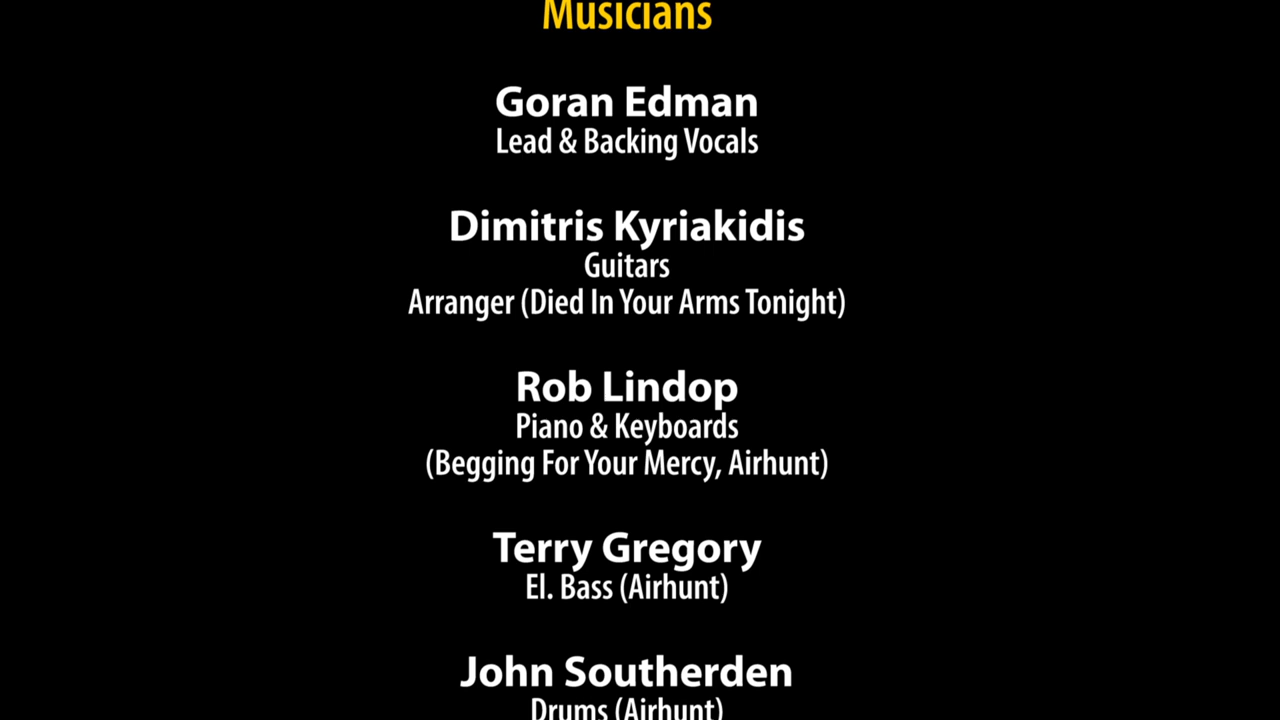 Musicians
Goran Edman
Lead & Backing Vocals
Dimitris Kyriakidis
Guitars
Arranger (Died In Your Arms Tonight)
Rob Lindop
Piano & Keyboards
(Begging For Your Mercy, Airhunt)
Terry Gregory
El. Bass (Airhunt)
John Southerden
Drums (Airhunt)